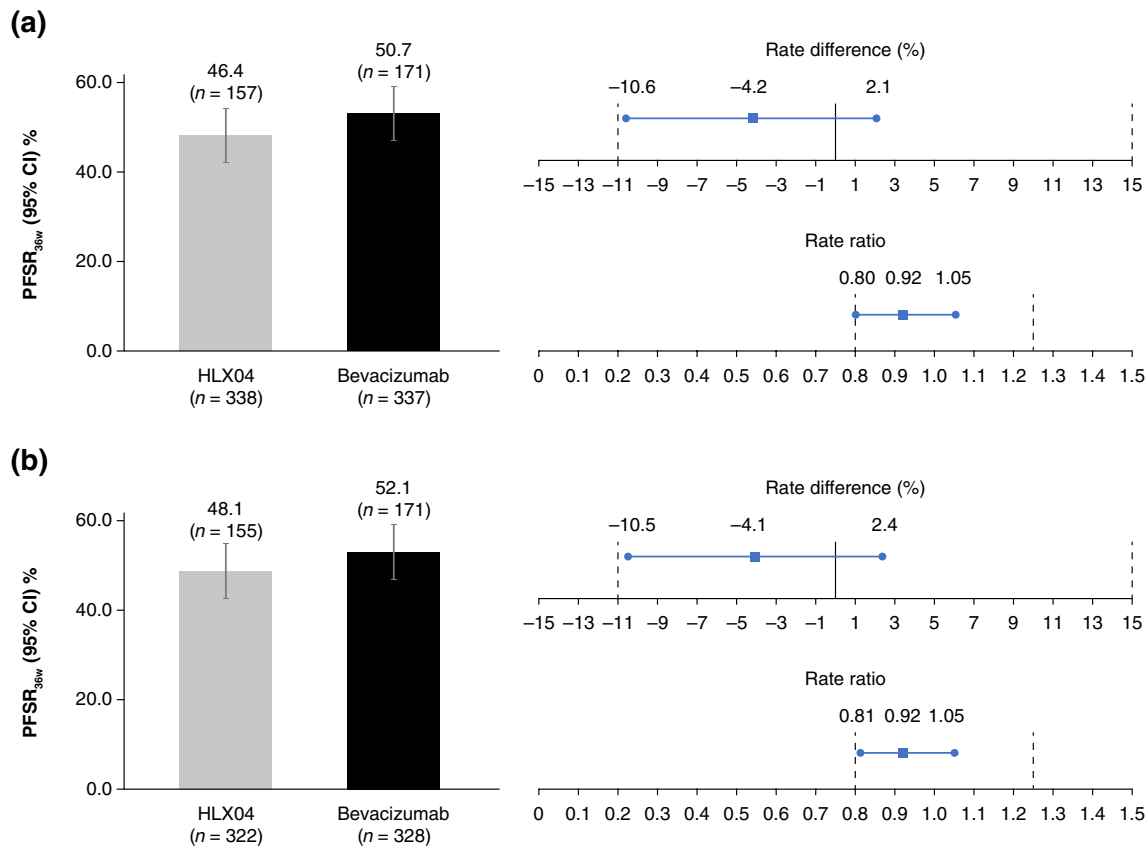 (a)
46.4
(n = 157)
50.7
(n = 171)
60.0
40.0
20.0
0.0
PFSR36w (95% CI) %
HLX04
(n = 338)
Bevacizumab
(n = 337)
Rate difference (%)
–10.6 –4.2 2.1
–15 –13 –11 –9 –7 –5 –3 –1 1 3 5 7 9 11 13 15
Rate ratio
0.80 0.92 1.05
0 0.1 0.2 0.3 0.4 0.5 0.6 0.7 0.8 0.9 1.0 1.1 1.2 1.3 1.5
(b)
48.1
(n = 155)
52.1
(n = 171)
60.0
40.0
20.0
0.0
PFSR36w (95% CI) %
HLX04
(n = 322)
Bevacizumab
(n = 328)
Rate difference (%)
–10.5 –4.1 2.4
–15 –13 –11 –9 –7 –5 –3 –1 1 3 5 7 9 11 13 15
Rate ratio
0.81 0.92 1.05
0 0.1 0.2 0.3 0.4 0.5 0.6 0.7 0.8 0.9 1.0 1.1 1.2 1.3 1.5